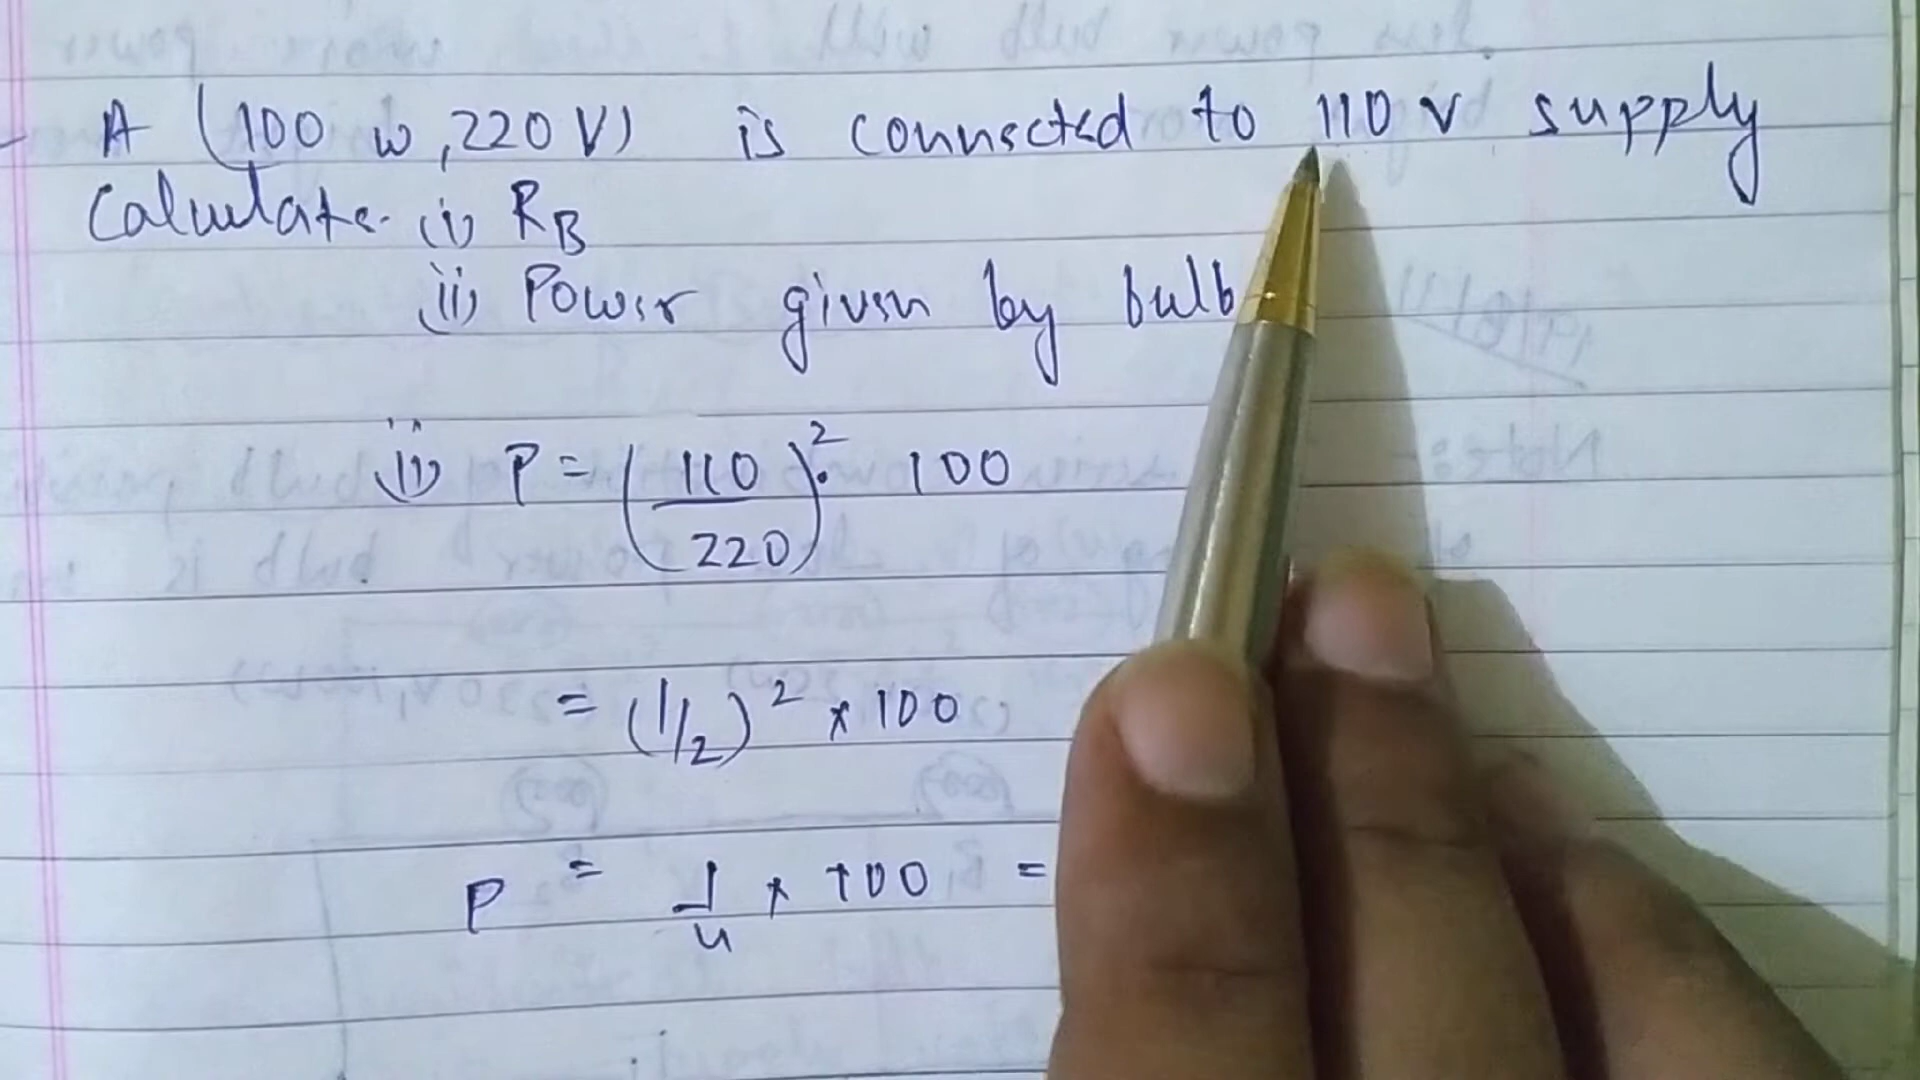 A (100 w, 220 V) is connected to 110 v supply
Calculate. (i) RB
(ii) Power given by bulb
(ii) P = (110/220)². 100
= (1/2)² × 100
P = 1/4 × 100 =